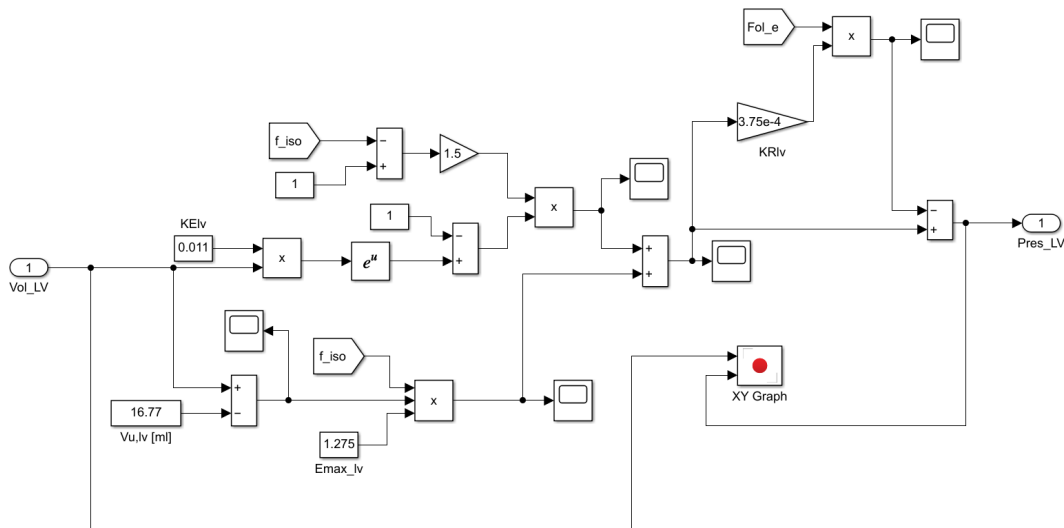 Fol_e
x
3.75e-4
KRlv
f_iso
−
+
1.5
1
x
KElv
1
0.011
−
+
x
e^u
+
+
−
+
1
Pres_LV
1
Vol_LV
f_iso
+
−
x
16.77
Vu,lv [ml]
1.275
Emax_lv
XY Graph